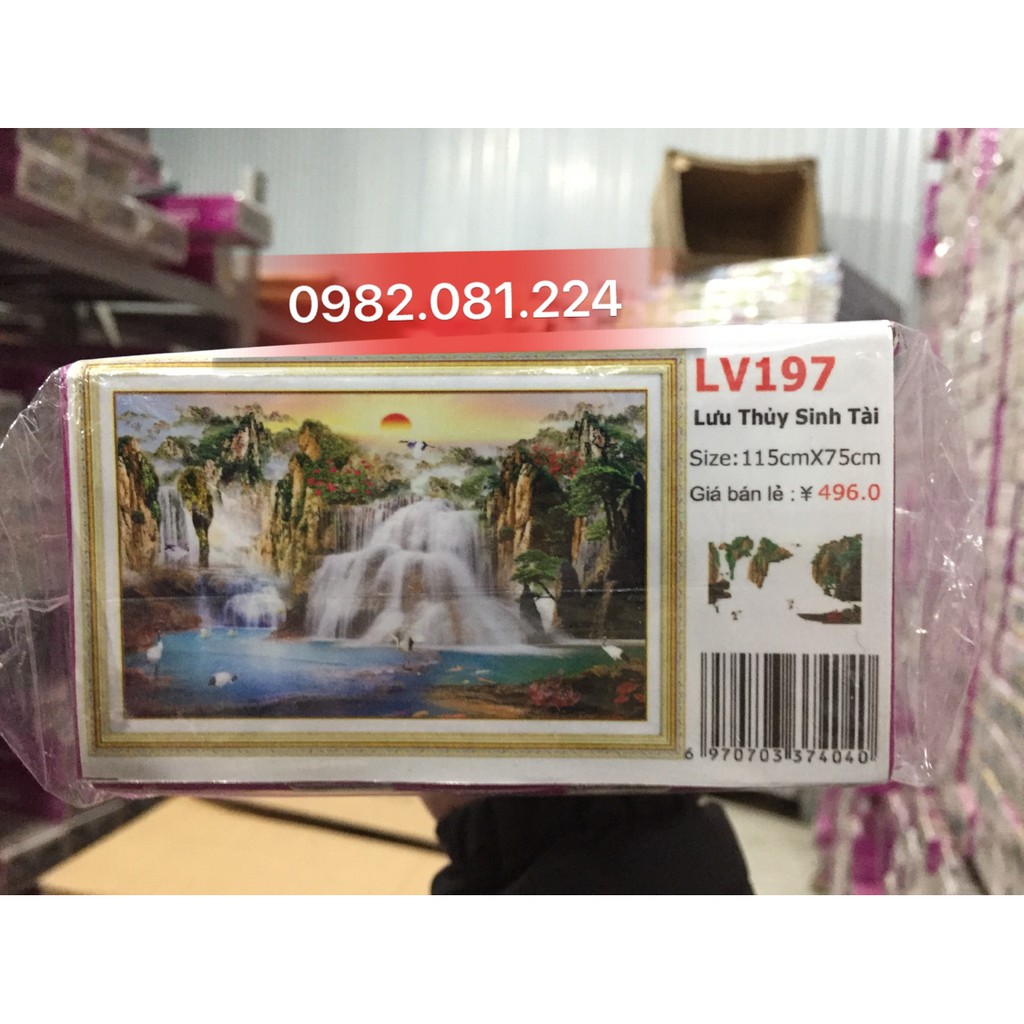 0982.081.224
LV197
Lưu Thủy Sinh Tài
Size:115cmX75cm
Giá bán lẻ : ¥ 496.0
6 970703 374040